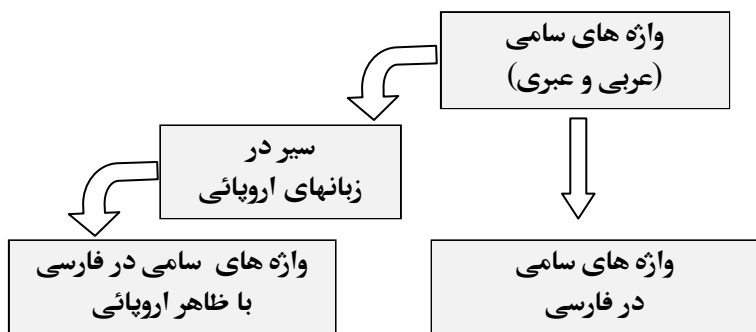 واژه های سامی
(عربی و عبری)
سیر در
زبانهای اروپائی
واژه های سامی
در فارسی
واژه های سامی در فارسی
با ظاهر اروپائی